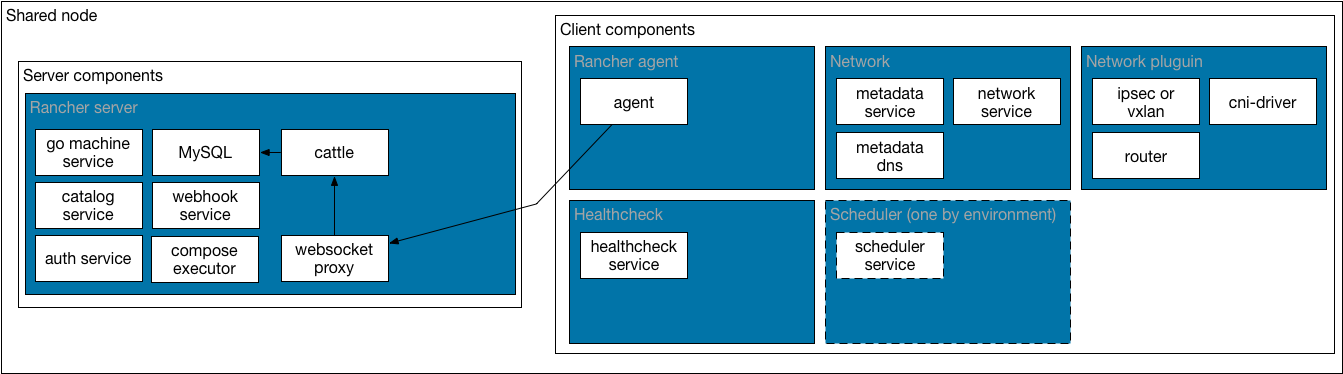 Shared node
Server components
Rancher server
go machine
service
MySQL
cattle
catalog
service
webhook
service
auth service
compose
executor
websocket
proxy
Client components
Rancher agent
agent
Network
metadata
service
network
service
metadata
dns
Network pluguin
ipsec or
vxlan
cni-driver
router
Healthcheck
healthcheck
service
Scheduler (one by environment)
scheduler
service